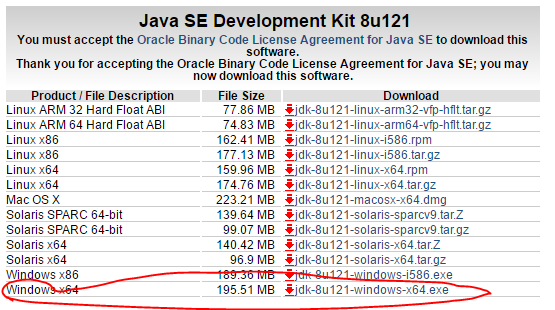 Java SE Development Kit 8u121
You must accept the Oracle Binary Code License Agreement for Java SE to download this
software.
Thank you for accepting the Oracle Binary Code License Agreement for Java SE; you may
now download this software.
Product / File Description File Size Download
Linux ARM 32 Hard Float ABI 77.86 MB jdk-8u121-linux-arm32-vfp-hflt.tar.gz
Linux ARM 64 Hard Float ABI 74.83 MB jdk-8u121-linux-arm64-vfp-hflt.tar.gz
Linux x86 162.41 MB jdk-8u121-linux-i586.rpm
Linux x86 177.13 MB jdk-8u121-linux-i586.tar.gz
Linux x64 159.96 MB jdk-8u121-linux-x64.rpm
Linux x64 174.76 MB jdk-8u121-linux-x64.tar.gz
Mac OS X 223.21 MB jdk-8u121-macosx-x64.dmg
Solaris SPARC 64-bit 139.64 MB jdk-8u121-solaris-sparcv9.tar.Z
Solaris SPARC 64-bit 99.07 MB jdk-8u121-solaris-sparcv9.tar.gz
Solaris x64 140.42 MB jdk-8u121-solaris-x64.tar.Z
Solaris x64 96.9 MB jdk-8u121-solaris-x64.tar.gz
Windows x86 189.36 MB jdk-8u121-windows-i586.exe
Windows x64 195.51 MB jdk-8u121-windows-x64.exe